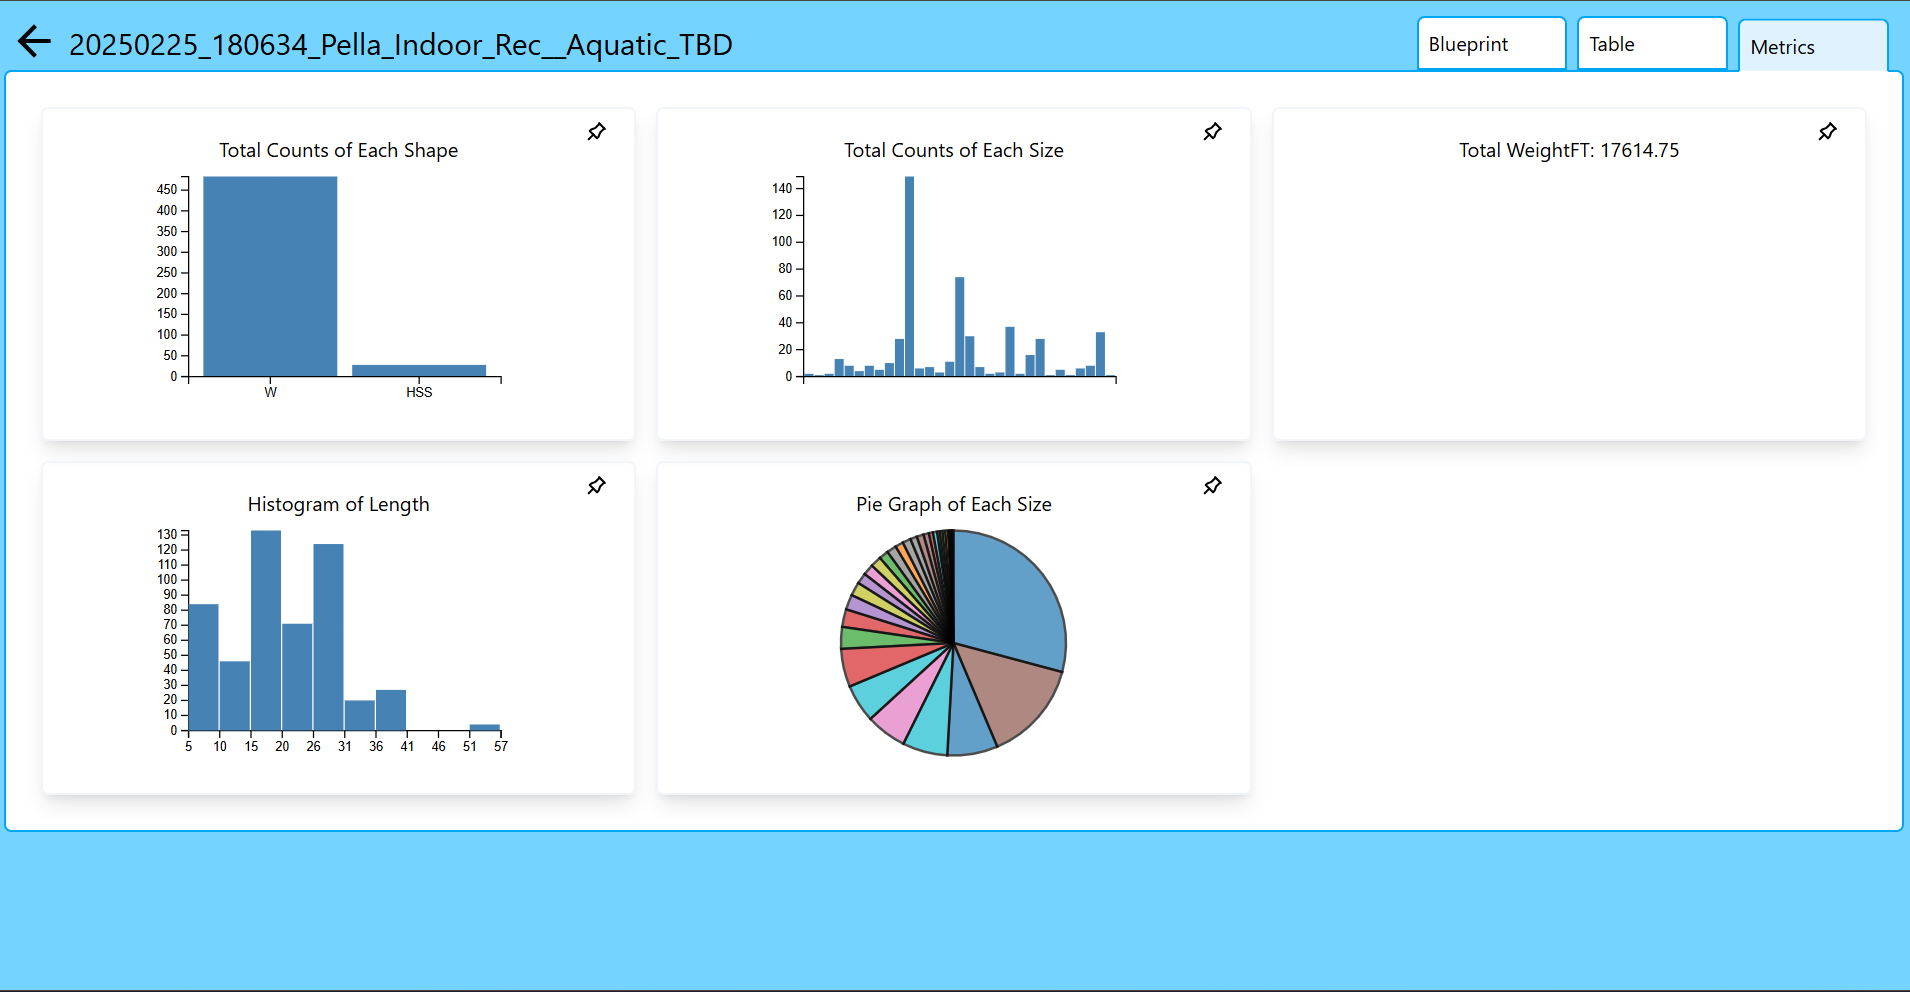 20250225_180634_Pella_Indoor_Rec__Aquatic_TBD
Blueprint
Table
Metrics
Total Counts of Each Shape
450
400
350
300
250
200
150
100
50
0
W
HSS
Total Counts of Each Size
140
120
100
80
60
40
20
0
Total WeightFT: 17614.75
Histogram of Length
130
120
110
100
90
80
70
60
50
40
30
20
10
0
5 10 15 20 26 31 36 41 46 51 57
Pie Graph of Each Size